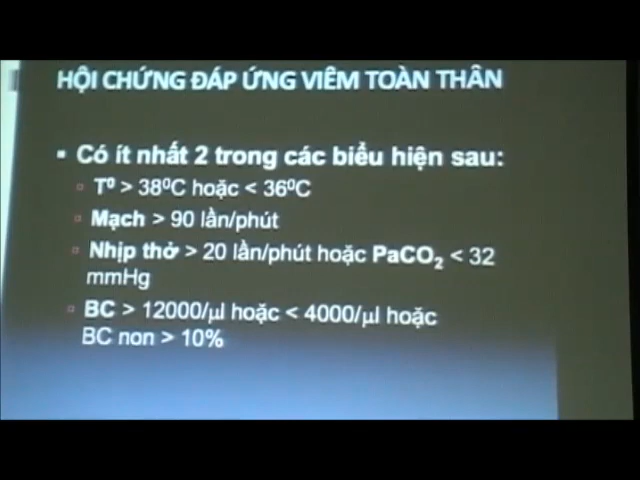 HỘI CHỨNG ĐÁP ỨNG VIÊM TOÀN THÂN
▪ Có ít nhất 2 trong các biểu hiện sau:
▫ T⁰ > 38⁰C hoặc < 36⁰C
▫ Mạch > 90 lần/phút
▫ Nhịp thở > 20 lần/phút hoặc PaCO₂ < 32
mmHg
▫ BC > 12000/μl hoặc < 4000/μl hoặc
BC non > 10%